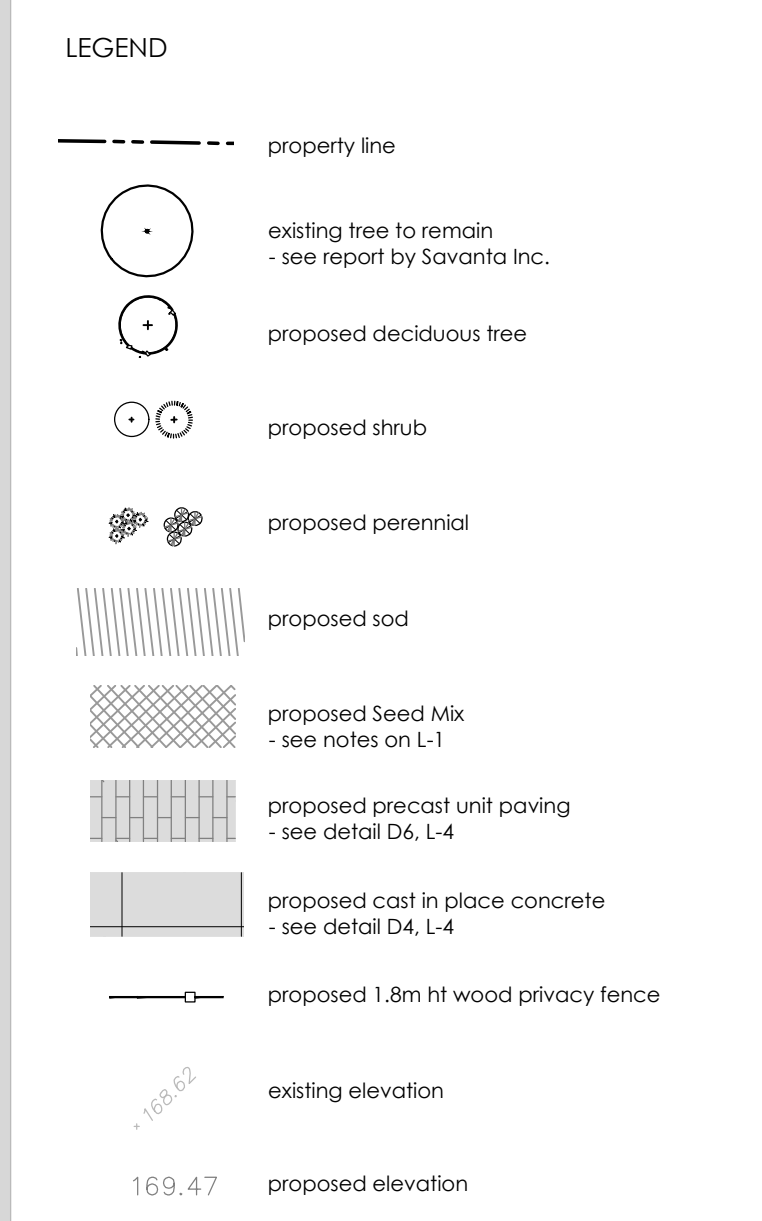 LEGEND
property line
existing tree to remain
- see report by Savanta Inc.
proposed deciduous tree
proposed shrub
proposed perennial
proposed sod
proposed Seed Mix
- see notes on L-1
proposed precast unit paving
- see detail D6, L-4
proposed cast in place concrete
- see detail D4, L-4
proposed 1.8m ht wood privacy fence
+ 168.62
existing elevation
169.47
proposed elevation